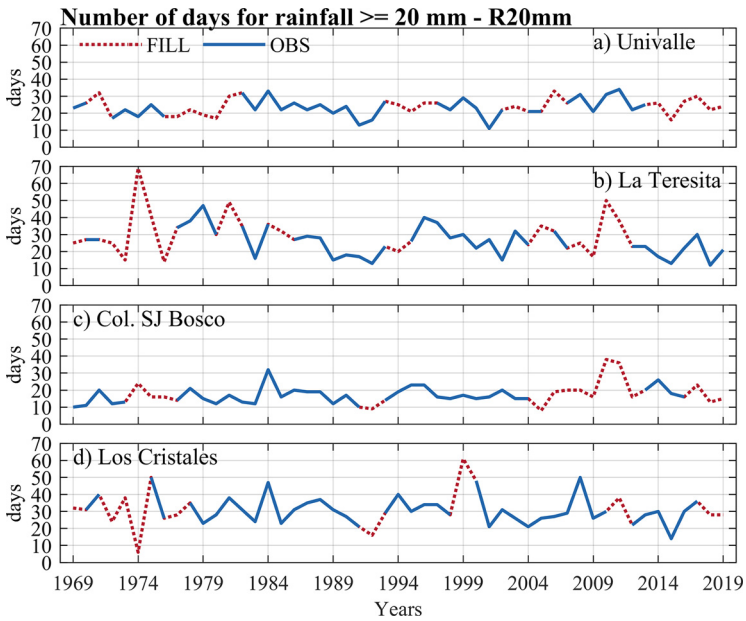 Number of days for rainfall >= 20 mm - R20mm
70
60
50
40
30
20
10
0
days
FILL
OBS
a) Univalle
70
60
50
40
30
20
10
0
days
b) La Teresita
70
60
50
40
30
20
10
0
days
c) Col. SJ Bosco
70
60
50
40
30
20
10
0
days
d) Los Cristales
1969 1974 1979 1984 1989 1994 1999 2004 2009 2014 2019
Years